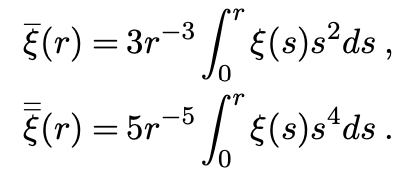 ξ̅(r) = 3r⁻³ ∫₀ʳ ξ(s)s²ds ,
ξ̿(r) = 5r⁻⁵ ∫₀ʳ ξ(s)s⁴ds .